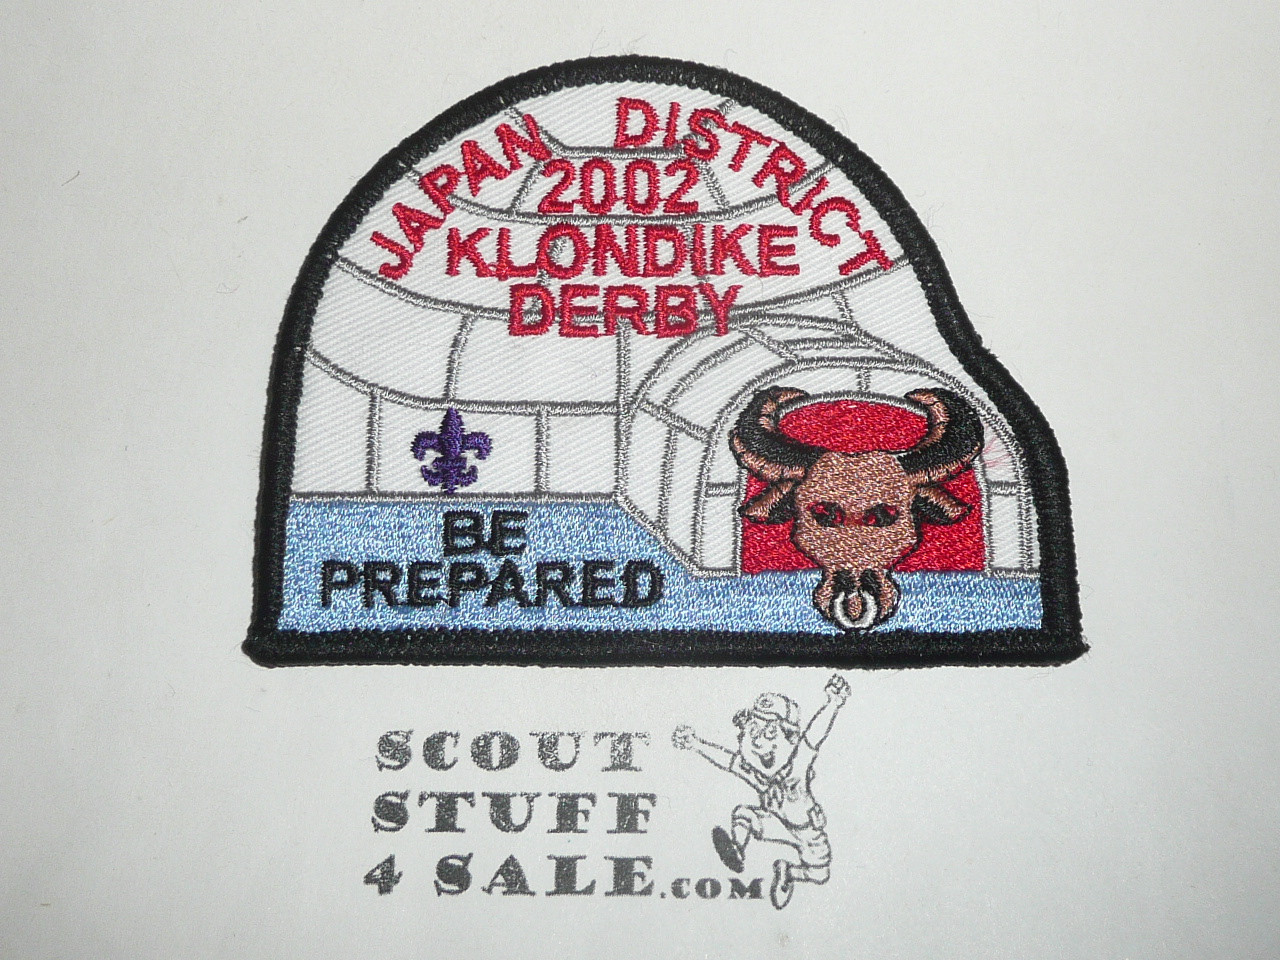 JAPAN DISTRICT
2002
KLONDIKE
DERBY
BE
PREPARED
SCOUT
STUFF
4 SALE.COM